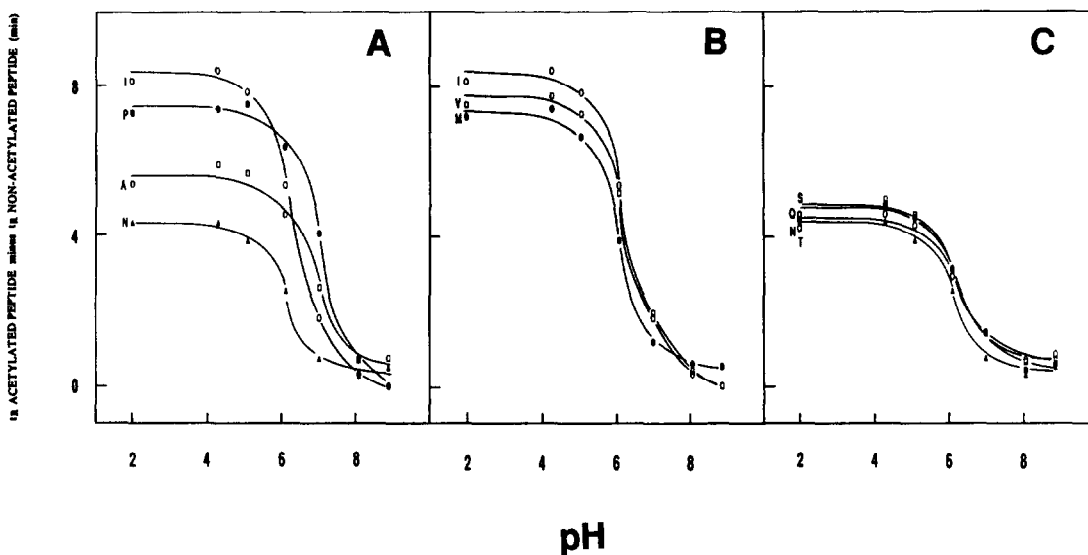 tR ACETYLATED PEPTIDE minus tR NON-ACETYLATED PEPTIDE (min)
A B C
8
4
0
I
P
A
N
I
V
M
S
Q
N
T
2 4 6 8 2 4 6 8 2 4 6 8
pH